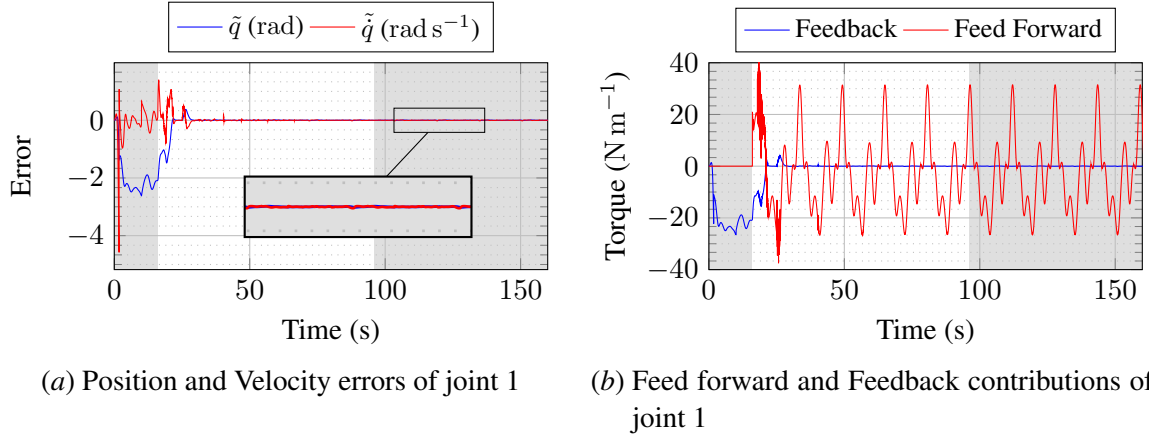 q̃ (rad) q̃̇ (rad s⁻¹)
Error
0
−2
−4
0 50 100 150
Time (s)
(a) Position and Velocity errors of joint 1
Feedback Feed Forward
Torque (N m⁻¹)
40
20
0
−20
−40
0 50 100 150
Time (s)
(b) Feed forward and Feedback contributions of
joint 1